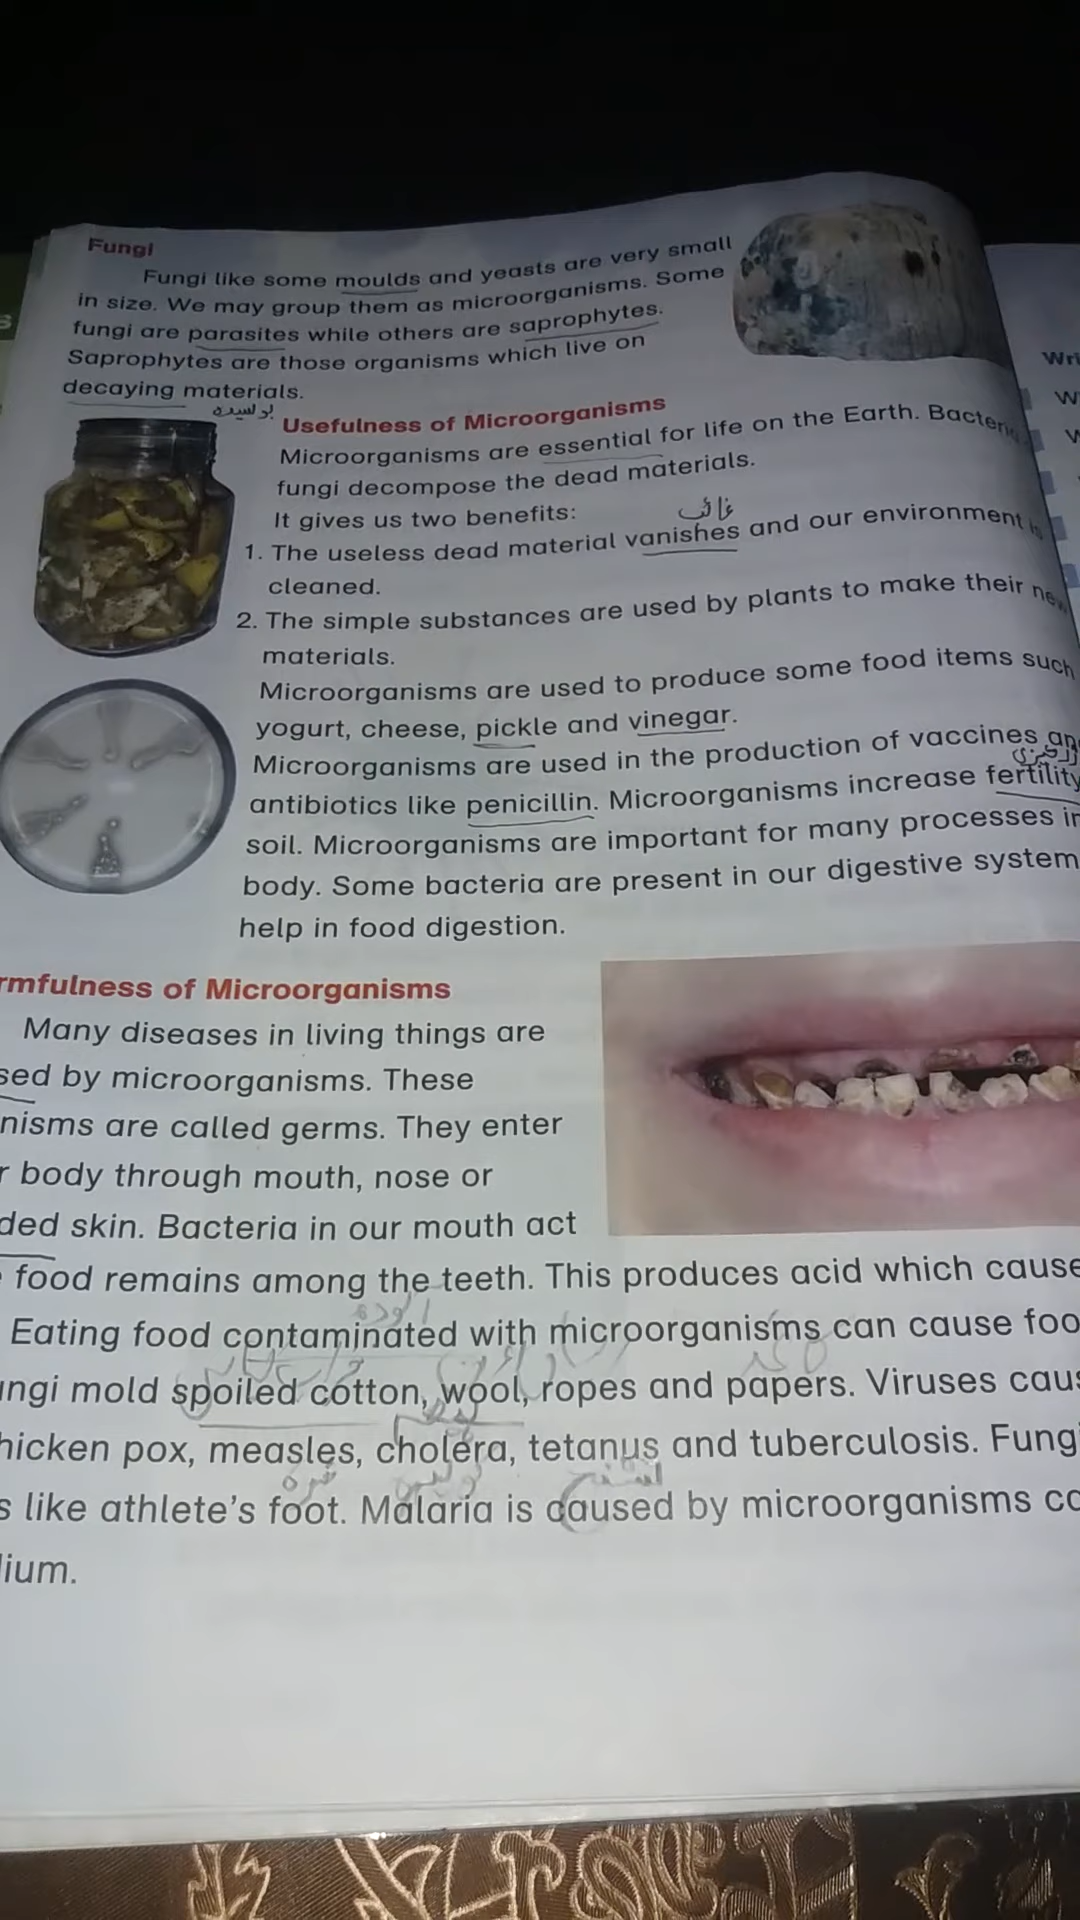 Fungi
Fungi like some moulds and yeasts are very small
in size. We may group them as microorganisms. Some
fungi are parasites while others are saprophytes.
Saprophytes are those organisms which live on
decaying materials.
بوسیدہ
Usefulness of Microorganisms
Microorganisms are essential for life on the Earth. Bacteria
fungi decompose the dead materials.
It gives us two benefits:
غائب
1. The useless dead material vanishes and our environment is
cleaned.
2. The simple substances are used by plants to make their new
materials.
Microorganisms are used to produce some food items such
yogurt, cheese, pickle and vinegar.
Microorganisms are used in the production of vaccines an
زرخیزی
antibiotics like penicillin. Microorganisms increase fertility
soil. Microorganisms are important for many processes in
body. Some bacteria are present in our digestive system
help in food digestion.
rmfulness of Microorganisms
Many diseases in living things are
sed by microorganisms. These
nisms are called germs. They enter
r body through mouth, nose or
ded skin. Bacteria in our mouth act
food remains among the teeth. This produces acid which cause
آلودہ
Eating food contaminated with microorganisms can cause foo
ungi mold spoiled cotton, wool, ropes and papers. Viruses caus
hicken pox, measles, cholera, tetanus and tuberculosis. Fungi
s like athlete's foot. Malaria is caused by microorganisms ca
lium.
Wri
W
W